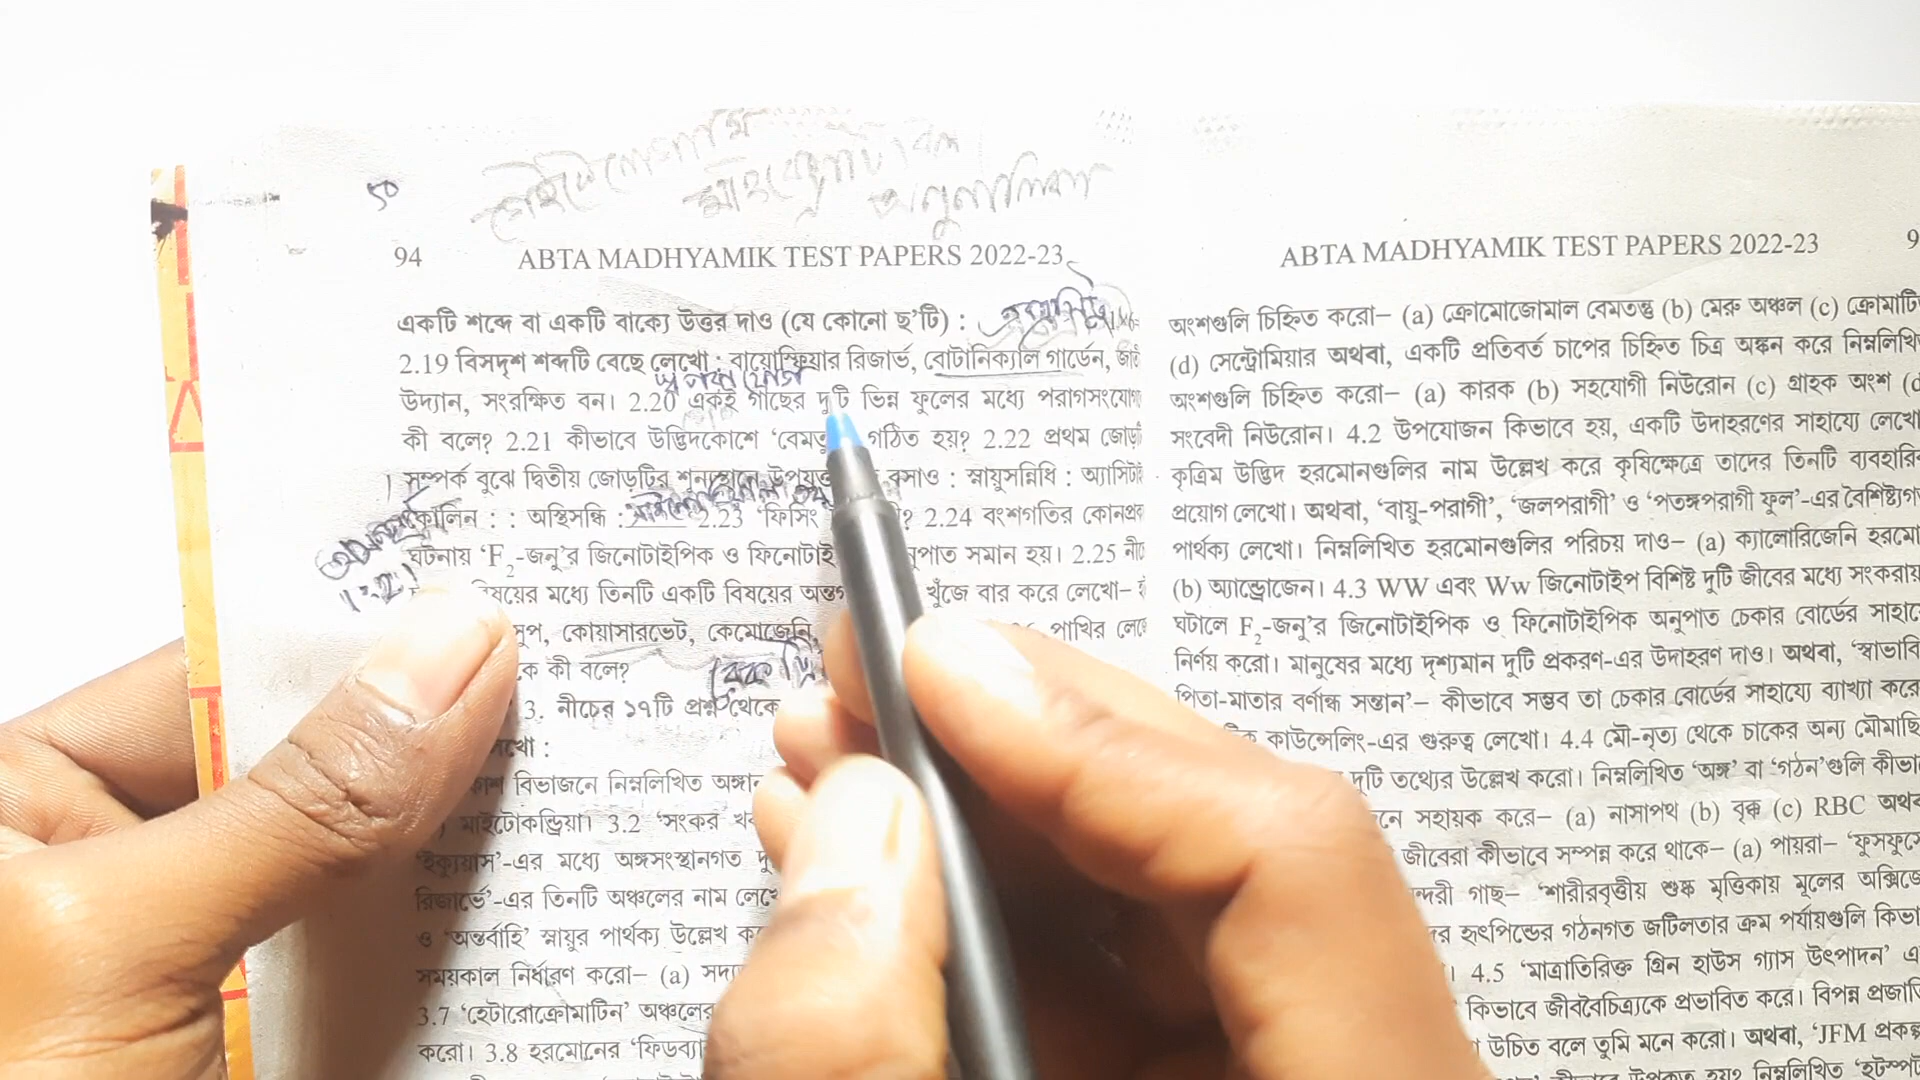 94 ABTA MADHYAMIK TEST PAPERS 2022-23
একটি শব্দে বা একটি বাক্যে উত্তর দাও (যে কোনো ছ'টি) :
2.19 বিসদৃশ শব্দটি বেছে লেখো : বায়োস্ফিয়ার রিজার্ভ, বোটানিক্যাল গার্ডেন,
উদ্যান, সংরক্ষিত বন। 2.20 একই গাছের দুটি ভিন্ন ফুলের মধ্যে পরাগসংযোগ
কী বলে? 2.21 কীভাবে উদ্ভিদকোশে 'বেমতন্তু গঠিত হয়? 2.22 প্রথম জোড়
সম্পর্ক বুঝে দ্বিতীয় জোড়টির শূন্যস্থানে উপযুক্ত বসাও : স্নায়ুসন্নিধি : অ্যাসিটা
কোলিন : : অস্থিসন্ধি : 2.23 'ফিসিং ? 2.24 বংশগতির কোন
ঘটনায় 'F₂-জনু'র জিনোটাইপিক ও ফিনোটাই নুপাত সমান হয়। 2.25
ষয়ের মধ্যে তিনটি একটি বিষয়ের অন্তর্গ খুঁজে বার করে লেখো–
সুপ, কোয়াসারভেট, কেমোজেনি, পাখির
কে কী বলে?
3. নীচের ১৭টি প্রশ্ন থেকে
লেখো :
বিভাজনে নিম্নলিখিত অঙ্গান
মাইটোকন্ড্রিয়া। 3.2 'সংকর
'ইক্যুয়াস'-এর মধ্যে অঙ্গসংস্থানগত
রিজার্ভে'-এর তিনটি অঞ্চলের নাম লেখে
ও 'অন্তর্বাহি' স্নায়ুর পার্থক্য উল্লেখ
সময়কাল নির্ধারণ করো– (a)
3.7 'হেটারোক্রোমাটিন' অঞ্চলের
করো। 3.8 হরমোনের 'ফিডব্যা
ABTA MADHYAMIK TEST PAPERS 2022-23 9
অংশগুলি চিহ্নিত করো– (a) ক্রোমোজোমাল বেমতন্তু (b) মেরু অঞ্চল (c) ক্রোমাটি
(d) সেন্ট্রোমিয়ার অথবা, একটি প্রতিবর্ত চাপের চিহ্নিত চিত্র অঙ্কন করে নিম্নলিখি
অংশগুলি চিহ্নিত করো– (a) কারক (b) সহযোগী নিউরোন (c) গ্রাহক অংশ (d
সংবেদী নিউরোন। 4.2 উপযোজন কিভাবে হয়, একটি উদাহরণের সাহায্যে লেখো
কৃত্রিম উদ্ভিদ হরমোনগুলির নাম উল্লেখ করে কৃষিক্ষেত্রে তাদের তিনটি ব্যবহারি
প্রয়োগ লেখো। অথবা, 'বায়ু-পরাগী', 'জলপরাগী' ও 'পতঙ্গপরাগী ফুল'-এর বৈশিষ্ট্যগ
পার্থক্য লেখো। নিম্নলিখিত হরমোনগুলির পরিচয় দাও– (a) ক্যালোরিজেনি হরমো
(b) অ্যান্ড্রোজেন। 4.3 WW এবং Ww জিনোটাইপ বিশিষ্ট দুটি জীবের মধ্যে সংকরায়
ঘটালে F₂-জনু'র জিনোটাইপিক ও ফিনোটাইপিক অনুপাত চেকার বোর্ডের সাহায্যে
নির্ণয় করো। মানুষের মধ্যে দৃশ্যমান দুটি প্রকরণ-এর উদাহরণ দাও। অথবা, 'স্বাভাবি
পিতা-মাতার বর্ণান্ধ সন্তান'– কীভাবে সম্ভব তা চেকার বোর্ডের সাহায্যে ব্যাখ্যা করো
ক কাউন্সেলিং-এর গুরুত্ব লেখো। 4.4 মৌ-নৃত্য থেকে চাকের অন্য মৌমাছি
দুটি তথ্যের উল্লেখ করো। নিম্নলিখিত 'অঙ্গ' বা 'গঠন'গুলি কীভা
নে সহায়ক করে– (a) নাসাপথ (b) বৃক্ক (c) RBC অথব
জীবেরা কীভাবে সম্পন্ন করে থাকে– (a) পায়রা– 'ফুসফুসে
ন্দরী গাছ– 'শারীরবৃত্তীয় শুষ্ক মৃত্তিকায় মূলের অক্সিজে
র হৃৎপিন্ডের গঠনগত জটিলতার ক্রম পর্যায়গুলি কিভা
। 4.5 'মাত্রাতিরিক্ত গ্রিন হাউস গ্যাস উৎপাদন' এ
কিভাবে জীববৈচিত্র্যকে প্রভাবিত করে। বিপন্ন প্রজাতি
উচিত বলে তুমি মনে করো। অথবা, 'JFM প্রকল্প
উপকৃত হয়? নিম্নলিখিত 'হটস্পট